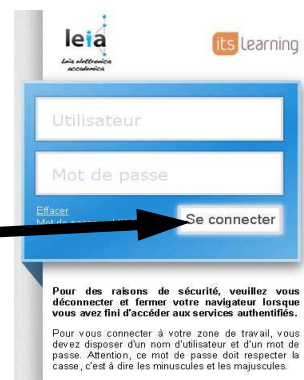 leia
its Learning
Leia elettronica
accademica
Utilisateur
Mot de passe
Effacer
Se connecter
Mot de passe
Pour des raisons de sécurité, veuillez vous
déconnecter et fermer votre navigateur lorsque
vous avez fini d'accéder aux services authentifiés.
Pour vous connecter à votre zone de travail, vous
devez disposer d'un nom d'utilisateur et d'un mot de
passe. Attention, ce mot de passe doit respecter la
casse, c'est à dire les minuscules et les majuscules.